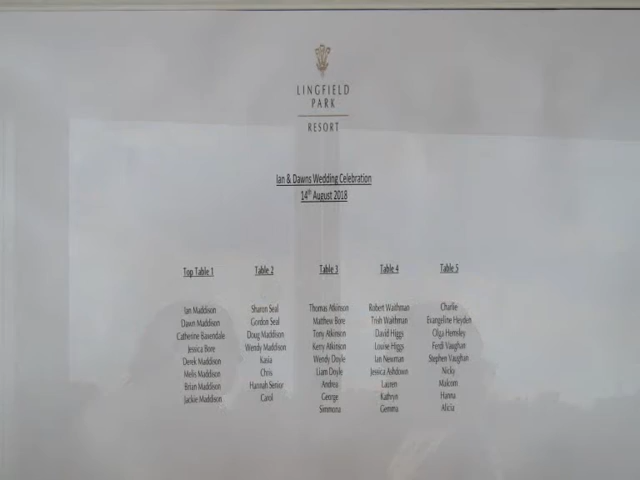 LINGFIELD
PARK
RESORT
Ian & Dawns Wedding Celebration
14th August 2018
Top Table 1
Ian Maddison
Dawn Maddison
Catherine Baxendale
Jessica Bore
Derek Maddison
Melis Maddison
Brian Maddison
Jackie Maddison
Table 2
Sharon Seal
Gordon Seal
Doug Maddison
Wendy Maddison
Kasia
Chris
Hannah Senior
Carol
Table 3
Thomas Atkinson
Matthew Bore
Tony Atkinson
Kerry Atkinson
Wendy Doyle
Liam Doyle
Andrea
George
Simmona
Table 4
Robert Waithman
Trish Waithman
David Higgs
Louise Higgs
Ian Newman
Jessica Ashdown
Lauren
Kathryn
Gemma
Table 5
Charlie
Evangeline Heyden
Olga Hemsley
Ferdi Vaughan
Stephen Vaughan
Nicky
Malcom
Hanna
Alicia